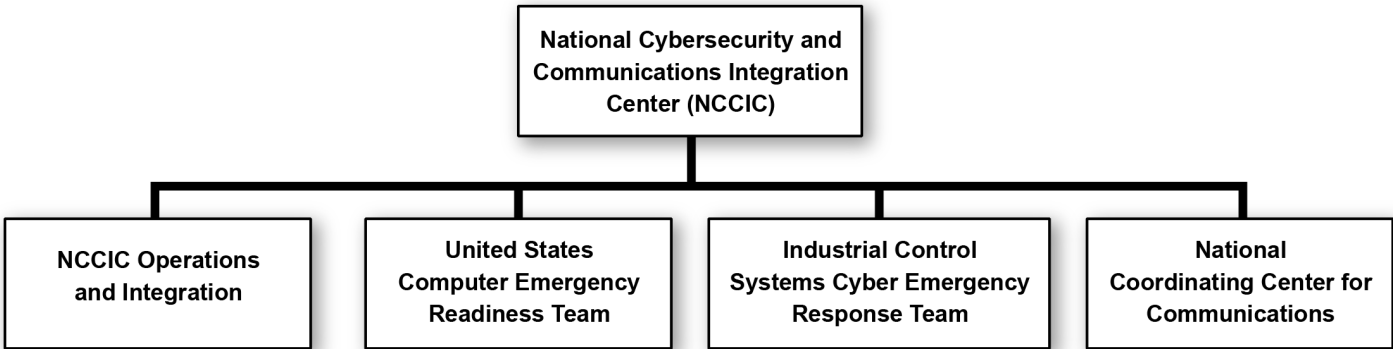 National Cybersecurity and
Communications Integration
Center (NCCIC)
NCCIC Operations
and Integration
United States
Computer Emergency
Readiness Team
Industrial Control
Systems Cyber Emergency
Response Team
National
Coordinating Center for
Communications